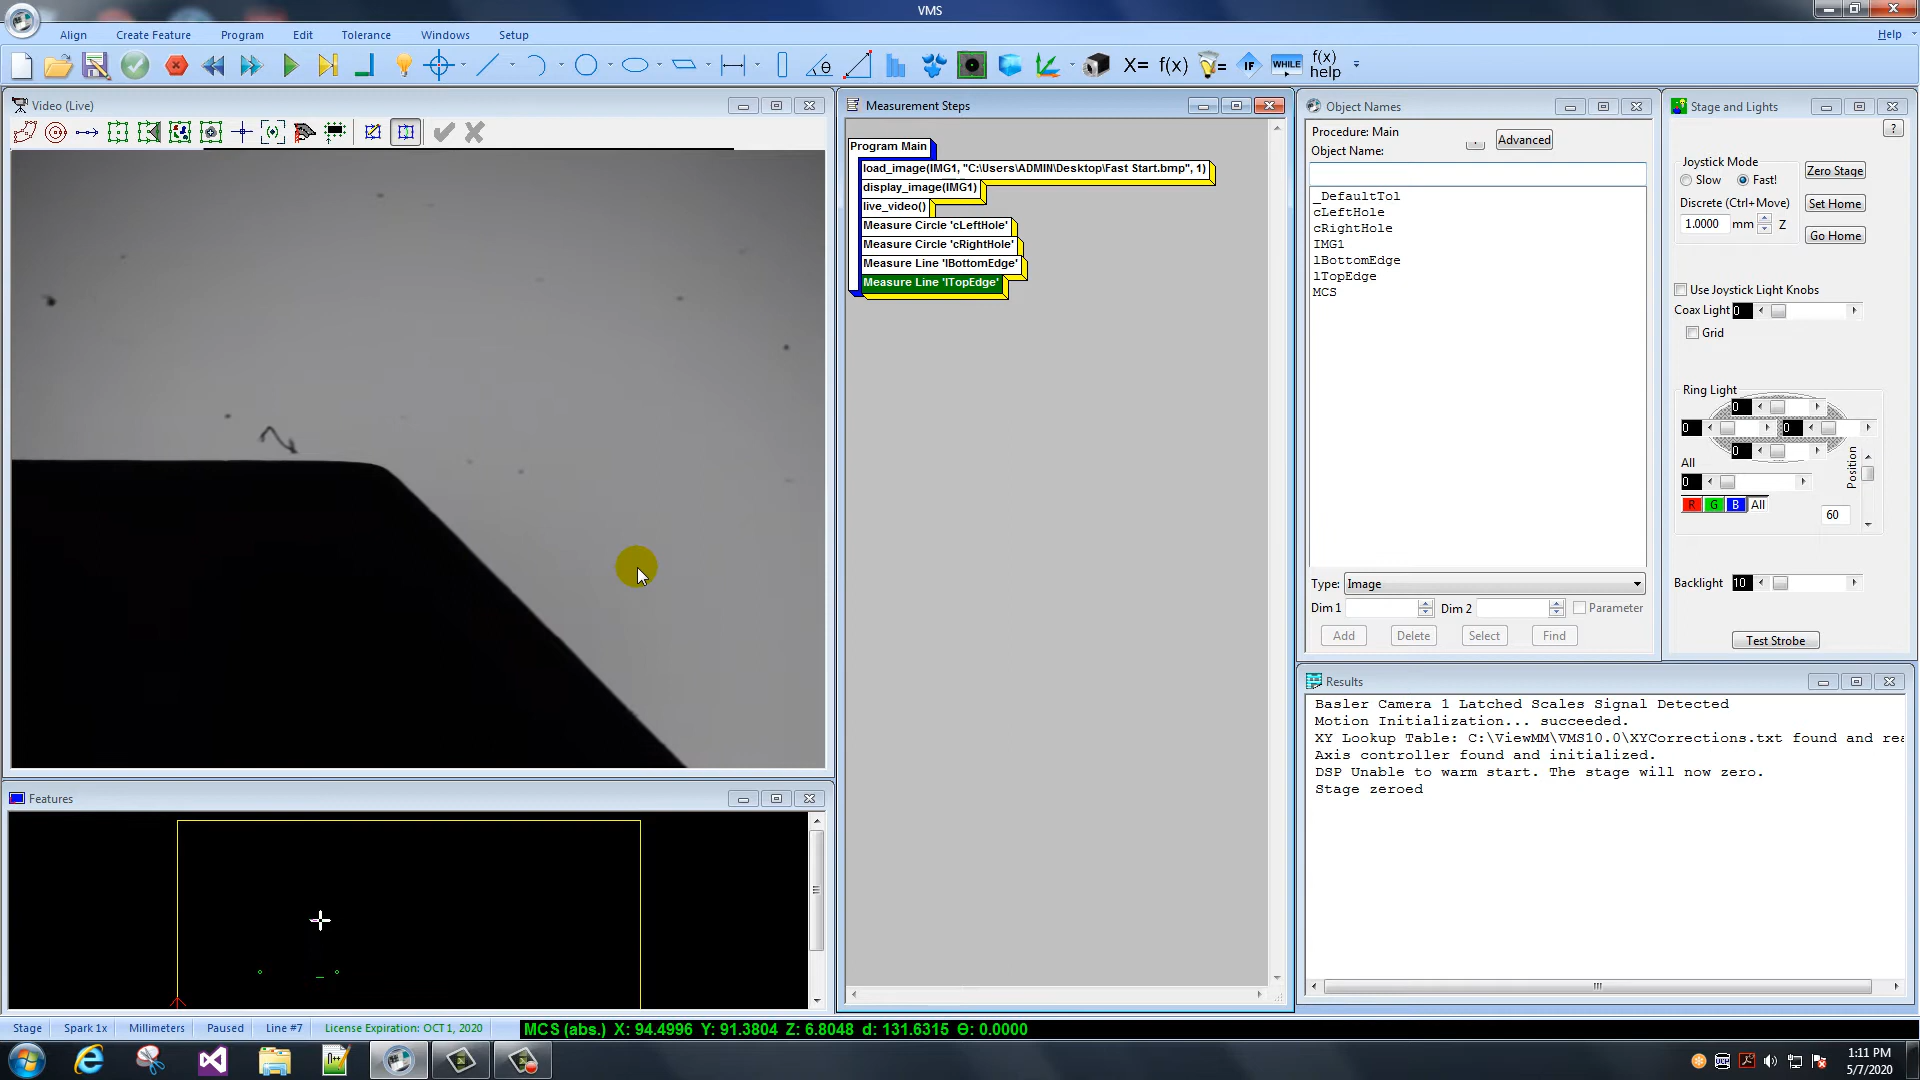 VMS
Align Create Feature Program Edit Tolerance Windows Setup Help
X= f(x) IF WHILE f(x) help
Video (Live)
Measurement Steps
Program Main
load_image(IMG1, "C:\Users\ADMIN\Desktop\Fast Start.bmp", 1)
display_image(IMG1)
live_video()
Measure Circle 'cLeftHole'
Measure Circle 'cRightHole'
Measure Line 'lBottomEdge'
Measure Line 'lTopEdge'
Object Names
Procedure: Main
Advanced
Object Name:
_DefaultTol
cLeftHole
cRightHole
IMG1
lBottomEdge
lTopEdge
MCS
Type: Image
Dim 1 Dim 2 Parameter
Add Delete Select Find
Stage and Lights
?
Joystick Mode
Slow Fast!
Zero Stage
Discrete (Ctrl+Move)
Set Home
1.0000 mm Z
Go Home
Use Joystick Light Knobs
Coax Light 0
Grid
Ring Light
0
0 0
0
All
0
Position
R G B All
60
Backlight 10
Test Strobe
Results
Basler Camera 1 Latched Scales Signal Detected
Motion Initialization... succeeded.
XY Lookup Table: C:\ViewMM\VMS10.0\XYCorrections.txt found and rea
Axis controller found and initialized.
DSP Unable to warm start. The stage will now zero.
Stage zeroed
Features
Stage Spark 1x Millimeters Paused Line #7 License Expiration: OCT 1, 2020 MCS (abs.) X: 94.4996 Y: 91.3804 Z: 6.8048 d: 131.6315 Θ: 0.0000
1:11 PM
5/7/2020